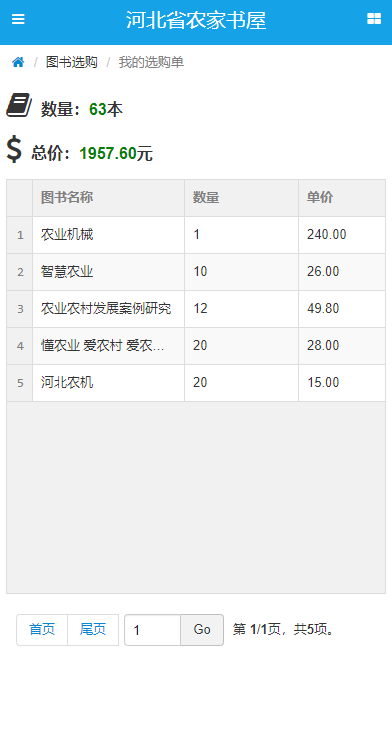 河北省农家书屋
/ 图书选购 / 我的选购单
数量：63本
总价：1957.60元
图书名称 数量 单价
1 农业机械 1 240.00
2 智慧农业 10 26.00
3 农业农村发展案例研究 12 49.80
4 懂农业 爱农村 爱农... 20 28.00
5 河北农机 20 15.00
首页 尾页 1 Go 第 1/1页，共5项。